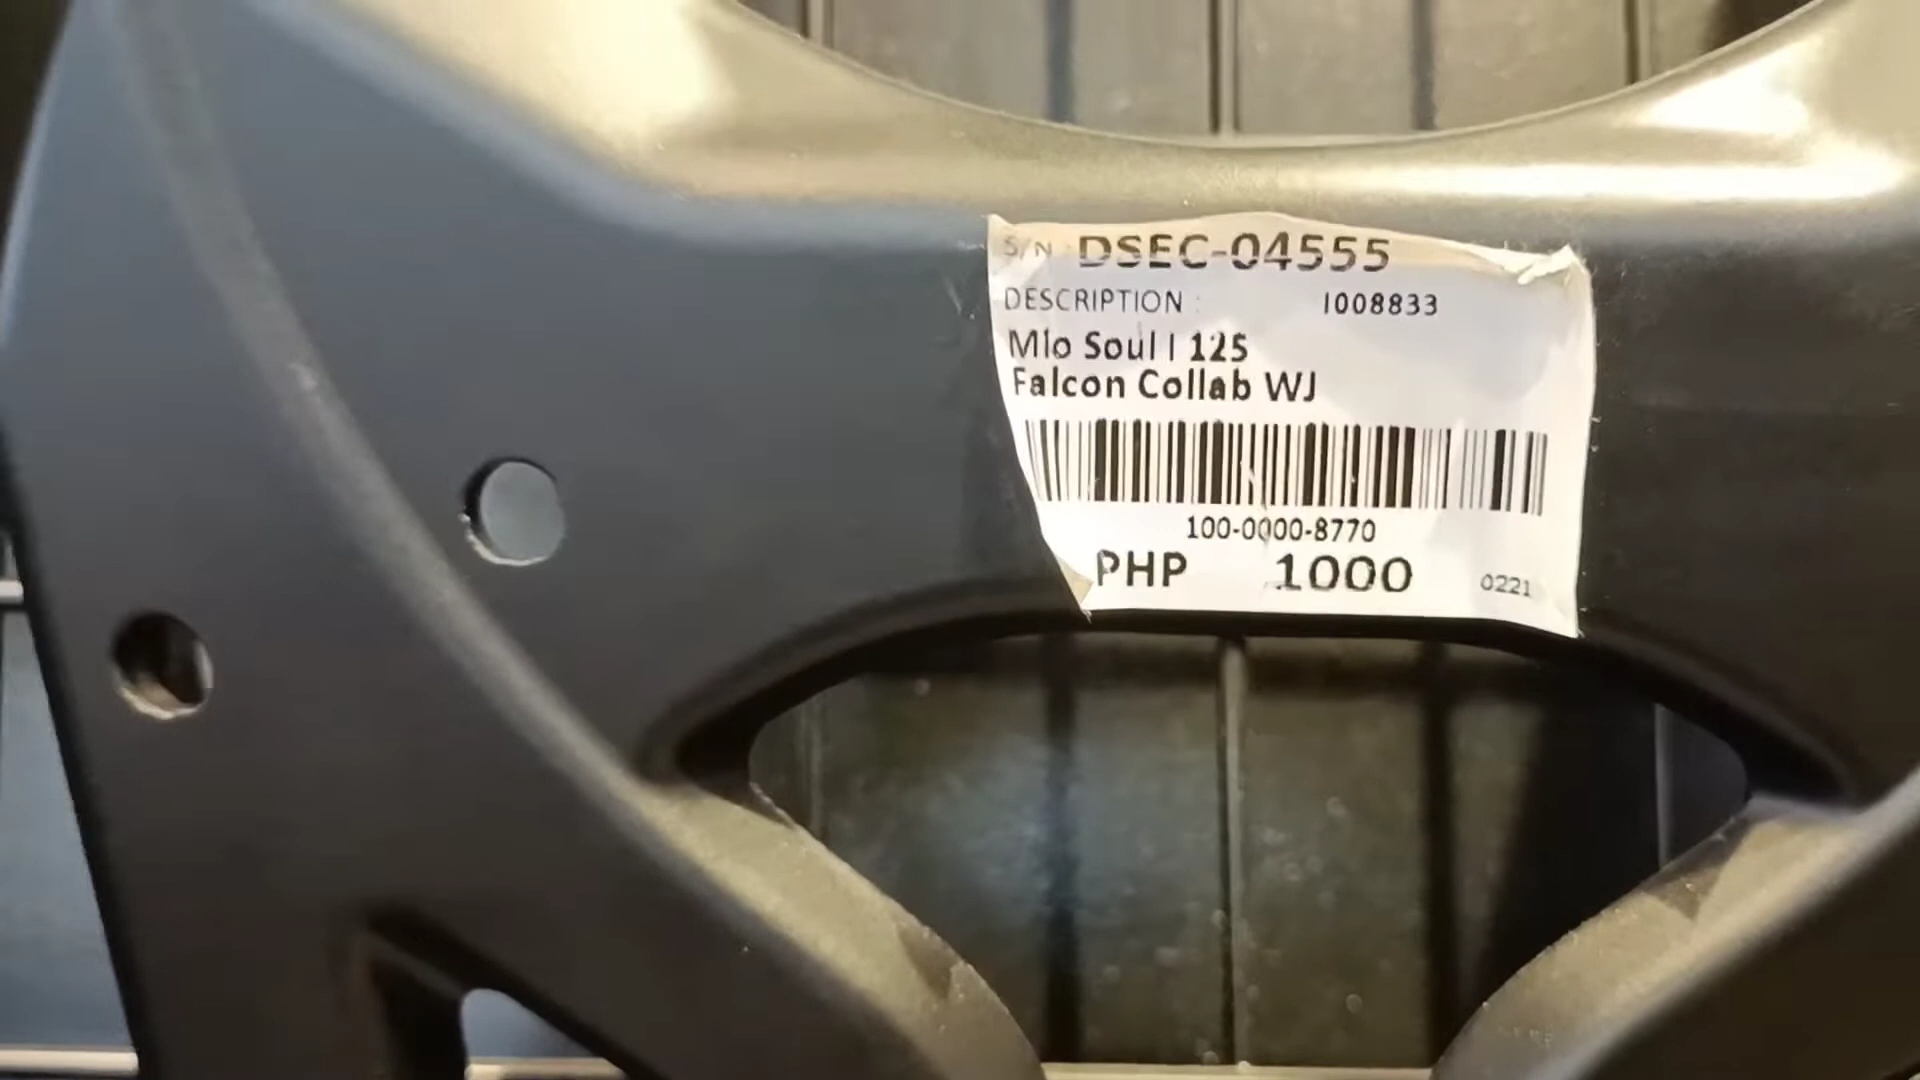 S/N : DSEC-04555
DESCRIPTION : 1008833
Mio Soul I 125
Falcon Collab WJ
100-0000-8770
PHP 1000 0221